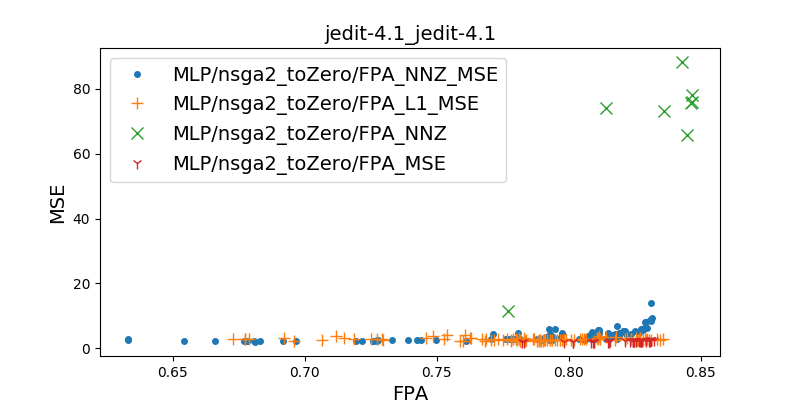 jedit-4.1_jedit-4.1
MLP/nsga2_toZero/FPA_NNZ_MSE
MLP/nsga2_toZero/FPA_L1_MSE
MLP/nsga2_toZero/FPA_NNZ
MLP/nsga2_toZero/FPA_MSE
MSE
80
60
40
20
0
0.65 0.70 0.75 0.80 0.85
FPA